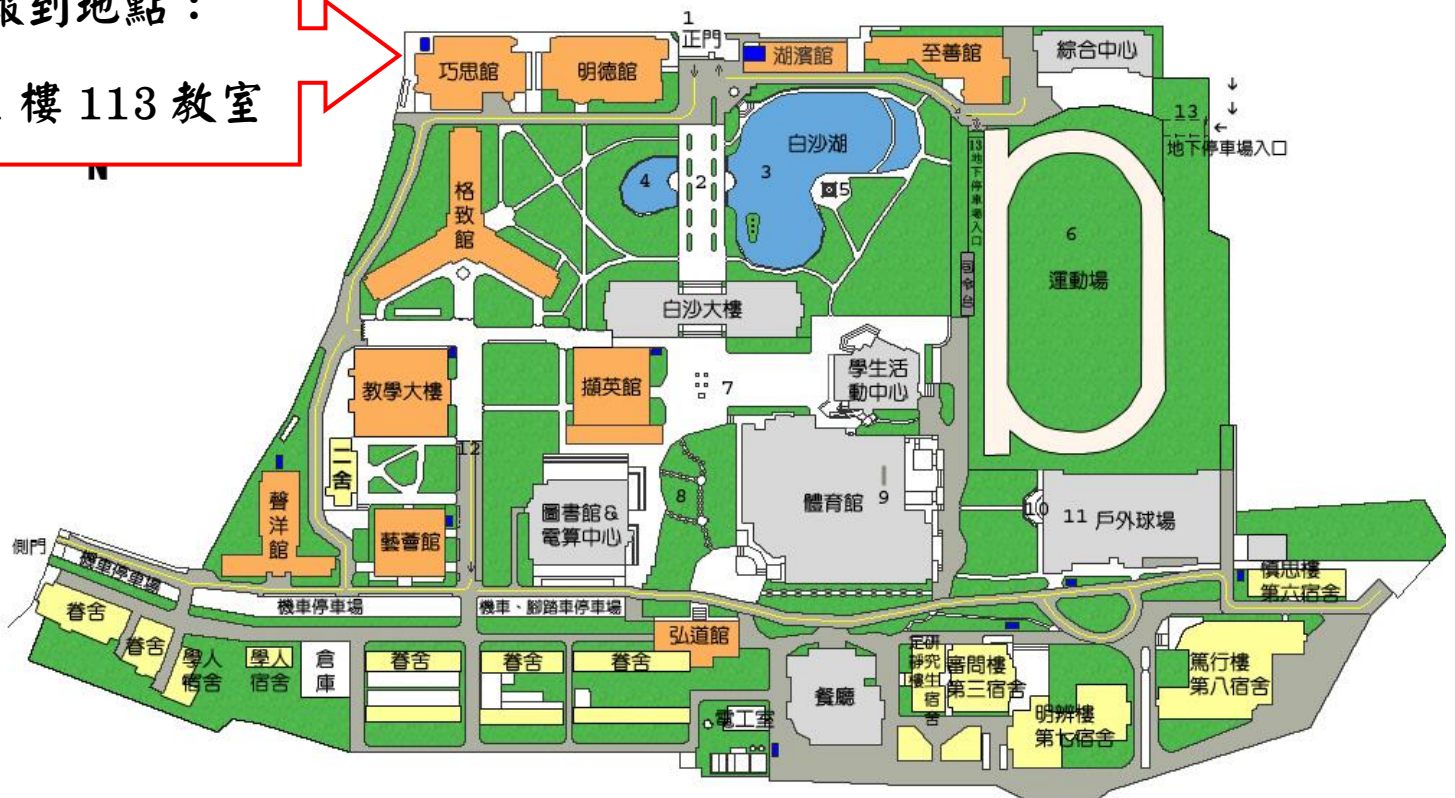 報到地點：
樓 113 教室
N
1
正門
巧思館
明德館
湖濱館
至善館
綜合中心
13
地下停車場入口
白沙湖
4
2
3
5
格致館
13地下停車場入口
司令台
6
運動場
白沙大樓
教學大樓
擷英館
7
學生活
動中心
12
二舍
聲洋館
藝薈館
圖書館&
電算中心
8
體育館
9
10
11 戶外球場
側門
機車停車場
機車停車場
機車、腳踏車停車場
慎思樓
第六宿舍
弘道館
眷舍
眷舍
學人
宿舍
學人
宿舍
倉庫
眷舍
眷舍
眷舍
電工室
餐廳
研究生宿舍
定靜樓
審問樓
第三宿舍
明辨樓
第七宿舍
篤行樓
第八宿舍